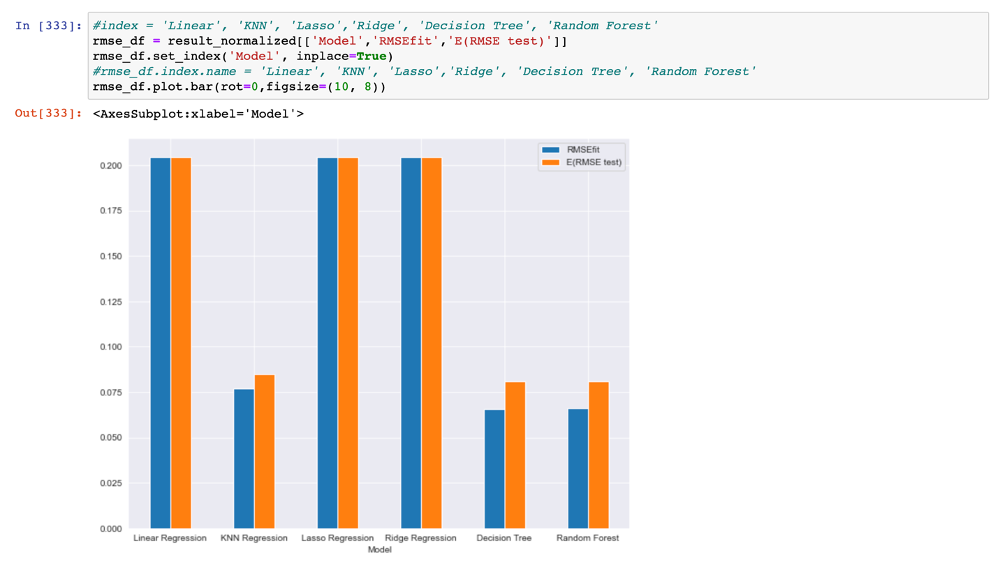 In [333]: #index = 'Linear', 'KNN', 'Lasso','Ridge', 'Decision Tree', 'Random Forest'
rmse_df = result_normalized[['Model','RMSEfit','E(RMSE test)']]
rmse_df.set_index('Model', inplace=True)
#rmse_df.index.name = 'Linear', 'KNN', 'Lasso','Ridge', 'Decision Tree', 'Random Forest'
rmse_df.plot.bar(rot=0,figsize=(10, 8))
Out[333]: <AxesSubplot:xlabel='Model'>
RMSEfit
E(RMSE test)
0.200
0.175
0.150
0.125
0.100
0.075
0.050
0.025
0.000
Linear Regression KNN Regression Lasso Regression Ridge Regression Decision Tree Random Forest
Model